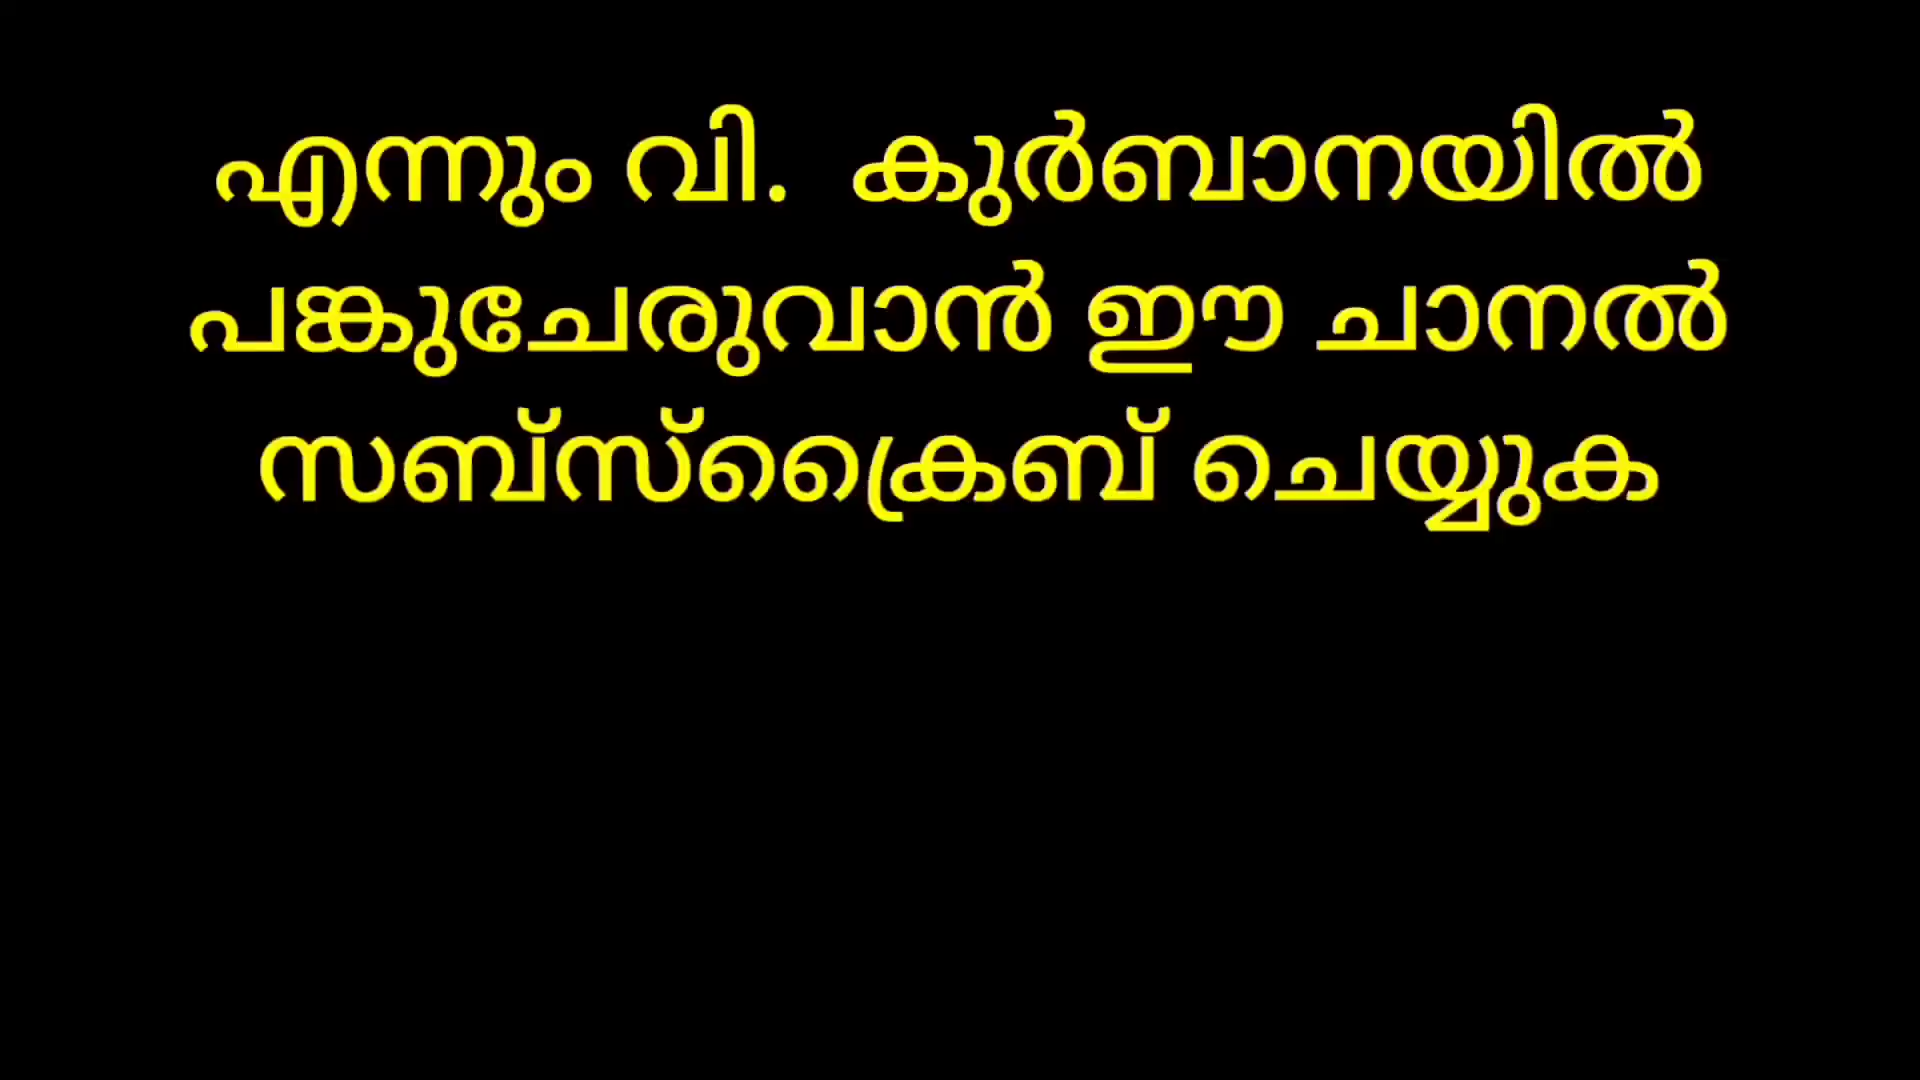 എന്നും വി. കുർബാനയിൽ
പങ്കുചേരുവാൻ ഈ ചാനൽ
സബ്സ്ക്രൈബ് ചെയ്യുക